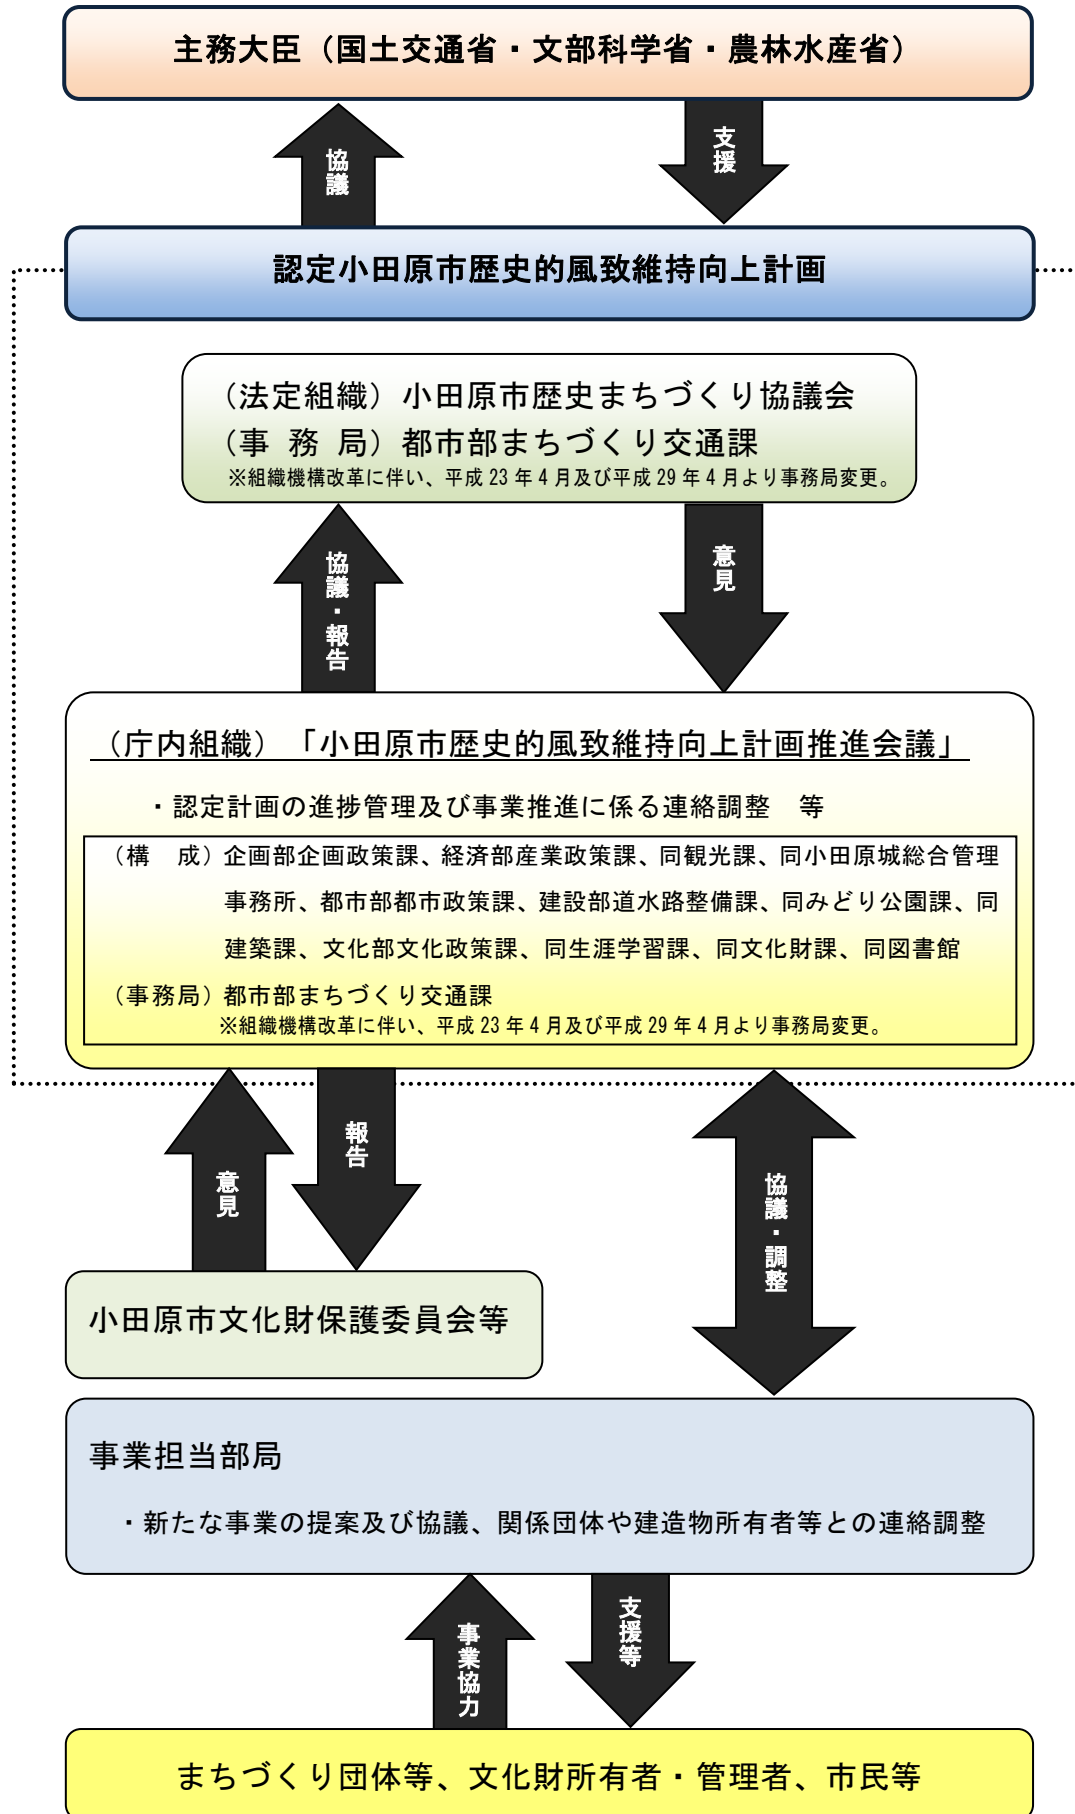 主務大臣（国土交通省・文部科学省・農林水産省）
協議
支援
認定小田原市歴史的風致維持向上計画
（法定組織）小田原市歴史まちづくり協議会
（事 務 局）都市部まちづくり交通課
※組織機構改革に伴い、平成 23 年 4 月及び平成 29 年 4 月より事務局変更。
協議・報告
意見
（庁内組織）「小田原市歴史的風致維持向上計画推進会議」
・認定計画の進捗管理及び事業推進に係る連絡調整　等
（構　成）企画部企画政策課、経済部産業政策課、同観光課、同小田原城総合管理
事務所、都市部都市政策課、建設部道水路整備課、同みどり公園課、同
建築課、文化部文化政策課、同生涯学習課、同文化財課、同図書館
（事務局）都市部まちづくり交通課
※組織機構改革に伴い、平成 23 年 4 月及び平成 29 年 4 月より事務局変更。
意見
報告
協議・調整
小田原市文化財保護委員会等
事業担当部局
・新たな事業の提案及び協議、関係団体や建造物所有者等との連絡調整
事業協力
支援等
まちづくり団体等、文化財所有者・管理者、市民等